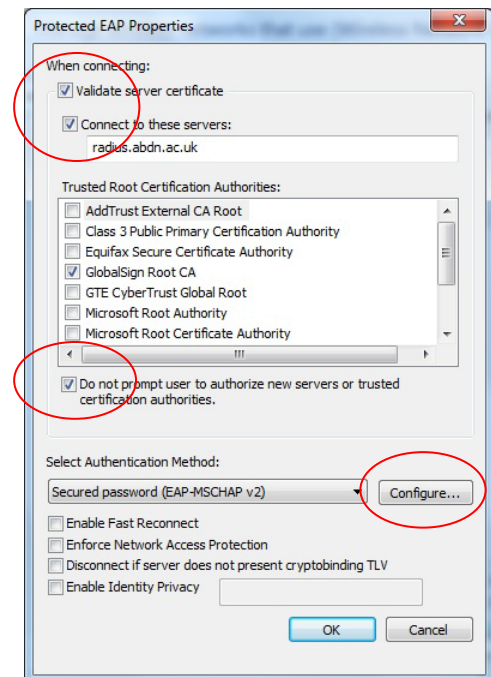 Protected EAP Properties
When connecting:
Validate server certificate
Connect to these servers:
radius.abdn.ac.uk
Trusted Root Certification Authorities:
AddTrust External CA Root
Class 3 Public Primary Certification Authority
Equifax Secure Certificate Authority
GlobalSign Root CA
GTE CyberTrust Global Root
Microsoft Root Authority
Microsoft Root Certificate Authority
Do not prompt user to authorize new servers or trusted
certification authorities.
Select Authentication Method:
Secured password (EAP-MSCHAP v2)
Configure...
Enable Fast Reconnect
Enforce Network Access Protection
Disconnect if server does not present cryptobinding TLV
Enable Identity Privacy
OK
Cancel